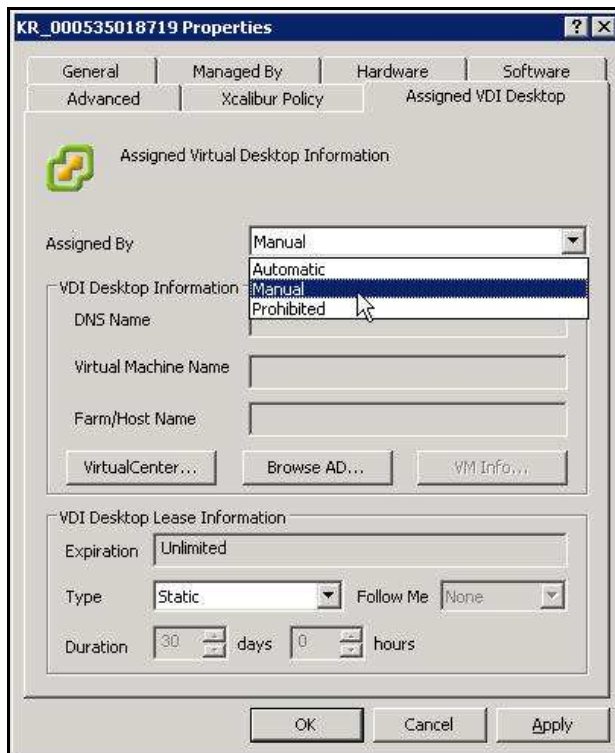 KR_000535018719 Properties
General Managed By Hardware Software
Advanced Xcalibur Policy Assigned VDI Desktop
Assigned Virtual Desktop Information
Assigned By Manual
Automatic
Manual
Prohibited
VDI Desktop Information
DNS Name
Virtual Machine Name
Farm/Host Name
VirtualCenter... Browse AD... VM Info...
VDI Desktop Lease Information
Expiration Unlimited
Type Static Follow Me None
Duration 30 days 0 hours
OK Cancel Apply